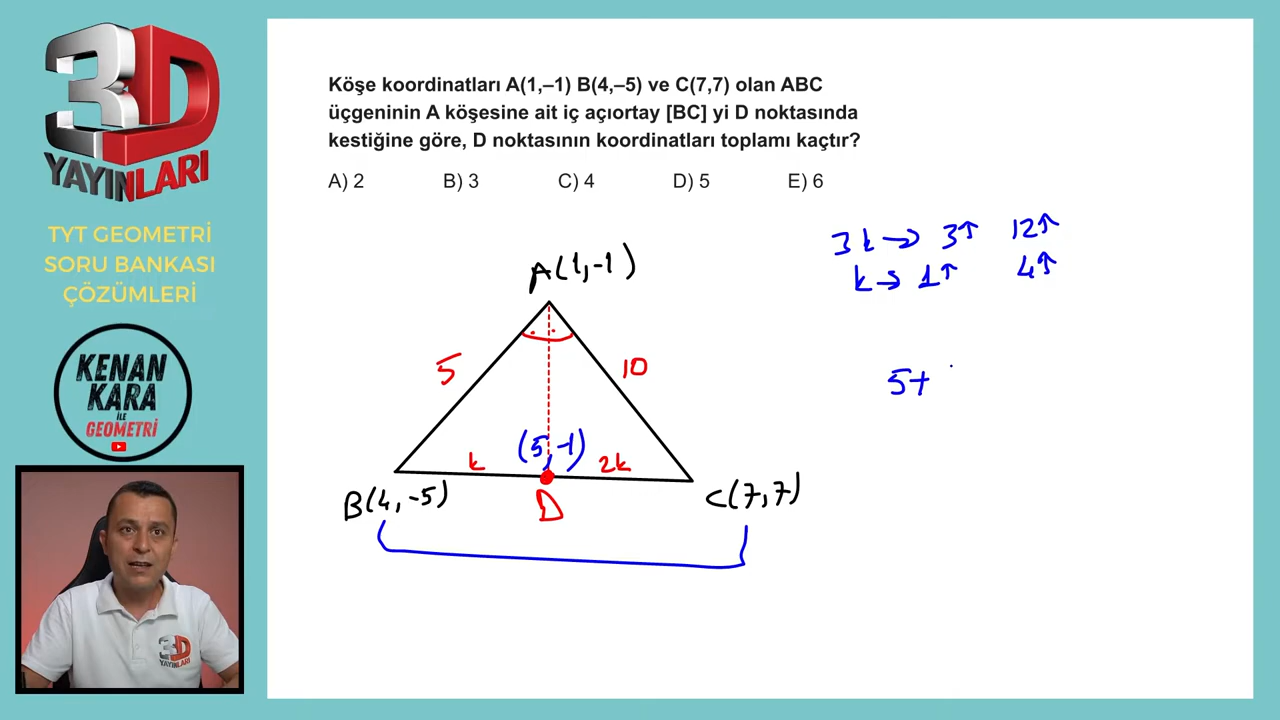 3D
YAYINLARI
TYT GEOMETRİ
SORU BANKASI
ÇÖZÜMLERİ
KENAN
KARA
İLE
GEOMETRİ
3D
YAYINLARI
Köşe koordinatları A(1,–1) B(4,–5) ve C(7,7) olan ABC
üçgeninin A köşesine ait iç açıortay [BC] yi D noktasında
kestiğine göre, D noktasının koordinatları toplamı kaçtır?
A) 2 B) 3 C) 4 D) 5 E) 6
3k → 3↑ 12↑
k → 1↑ 4↑
A(1,-1)
5 10
5+
(5,-1)
k 2k
B(4,-5) D C(7,7)